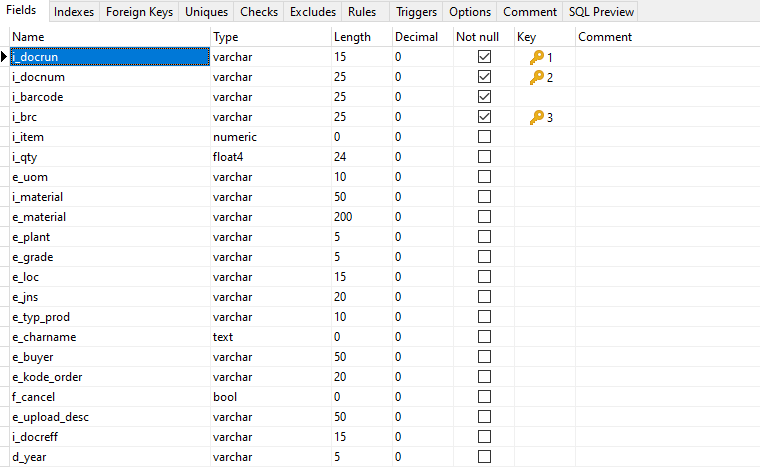 Fields Indexes Foreign Keys Uniques Checks Excludes Rules Triggers Options Comment SQL Preview
Name Type Length Decimal Not null Key Comment
i_docrun varchar 15 0 1
i_docnum varchar 25 0 2
i_barcode varchar 25 0
i_brc varchar 25 0 3
i_item numeric 0 0
i_qty float4 24 0
e_uom varchar 10 0
i_material varchar 50 0
e_material varchar 200 0
e_plant varchar 5 0
e_grade varchar 5 0
e_loc varchar 15 0
e_jns varchar 20 0
e_typ_prod varchar 10 0
e_charname text 0 0
e_buyer varchar 50 0
e_kode_order varchar 20 0
f_cancel bool 0 0
e_upload_desc varchar 50 0
i_docreff varchar 15 0
d_year varchar 5 0